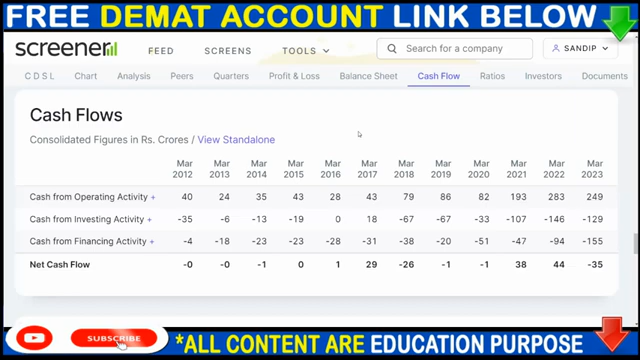 FREE DEMAT ACCOUNT LINK BELOW
screener FEED SCREENS TOOLS Search for a company SANDIP
C D S L Chart Analysis Peers Quarters Profit & Loss Balance Sheet Cash Flow Ratios Investors Documents
Cash Flows
Consolidated Figures in Rs. Crores / View Standalone
Mar 2012 Mar 2013 Mar 2014 Mar 2015 Mar 2016 Mar 2017 Mar 2018 Mar 2019 Mar 2020 Mar 2021 Mar 2022 Mar 2023
Cash from Operating Activity + 40 24 35 43 28 43 79 86 82 193 283 249
Cash from Investing Activity + -35 -6 -13 -19 0 18 -67 -67 -33 -107 -146 -129
Cash from Financing Activity + -4 -18 -23 -23 -28 -31 -38 -20 -51 -47 -94 -155
Net Cash Flow -0 -0 -1 0 1 29 -26 -1 -1 38 44 -35
SUBSCRIBE *ALL CONTENT ARE EDUCATION PURPOSE